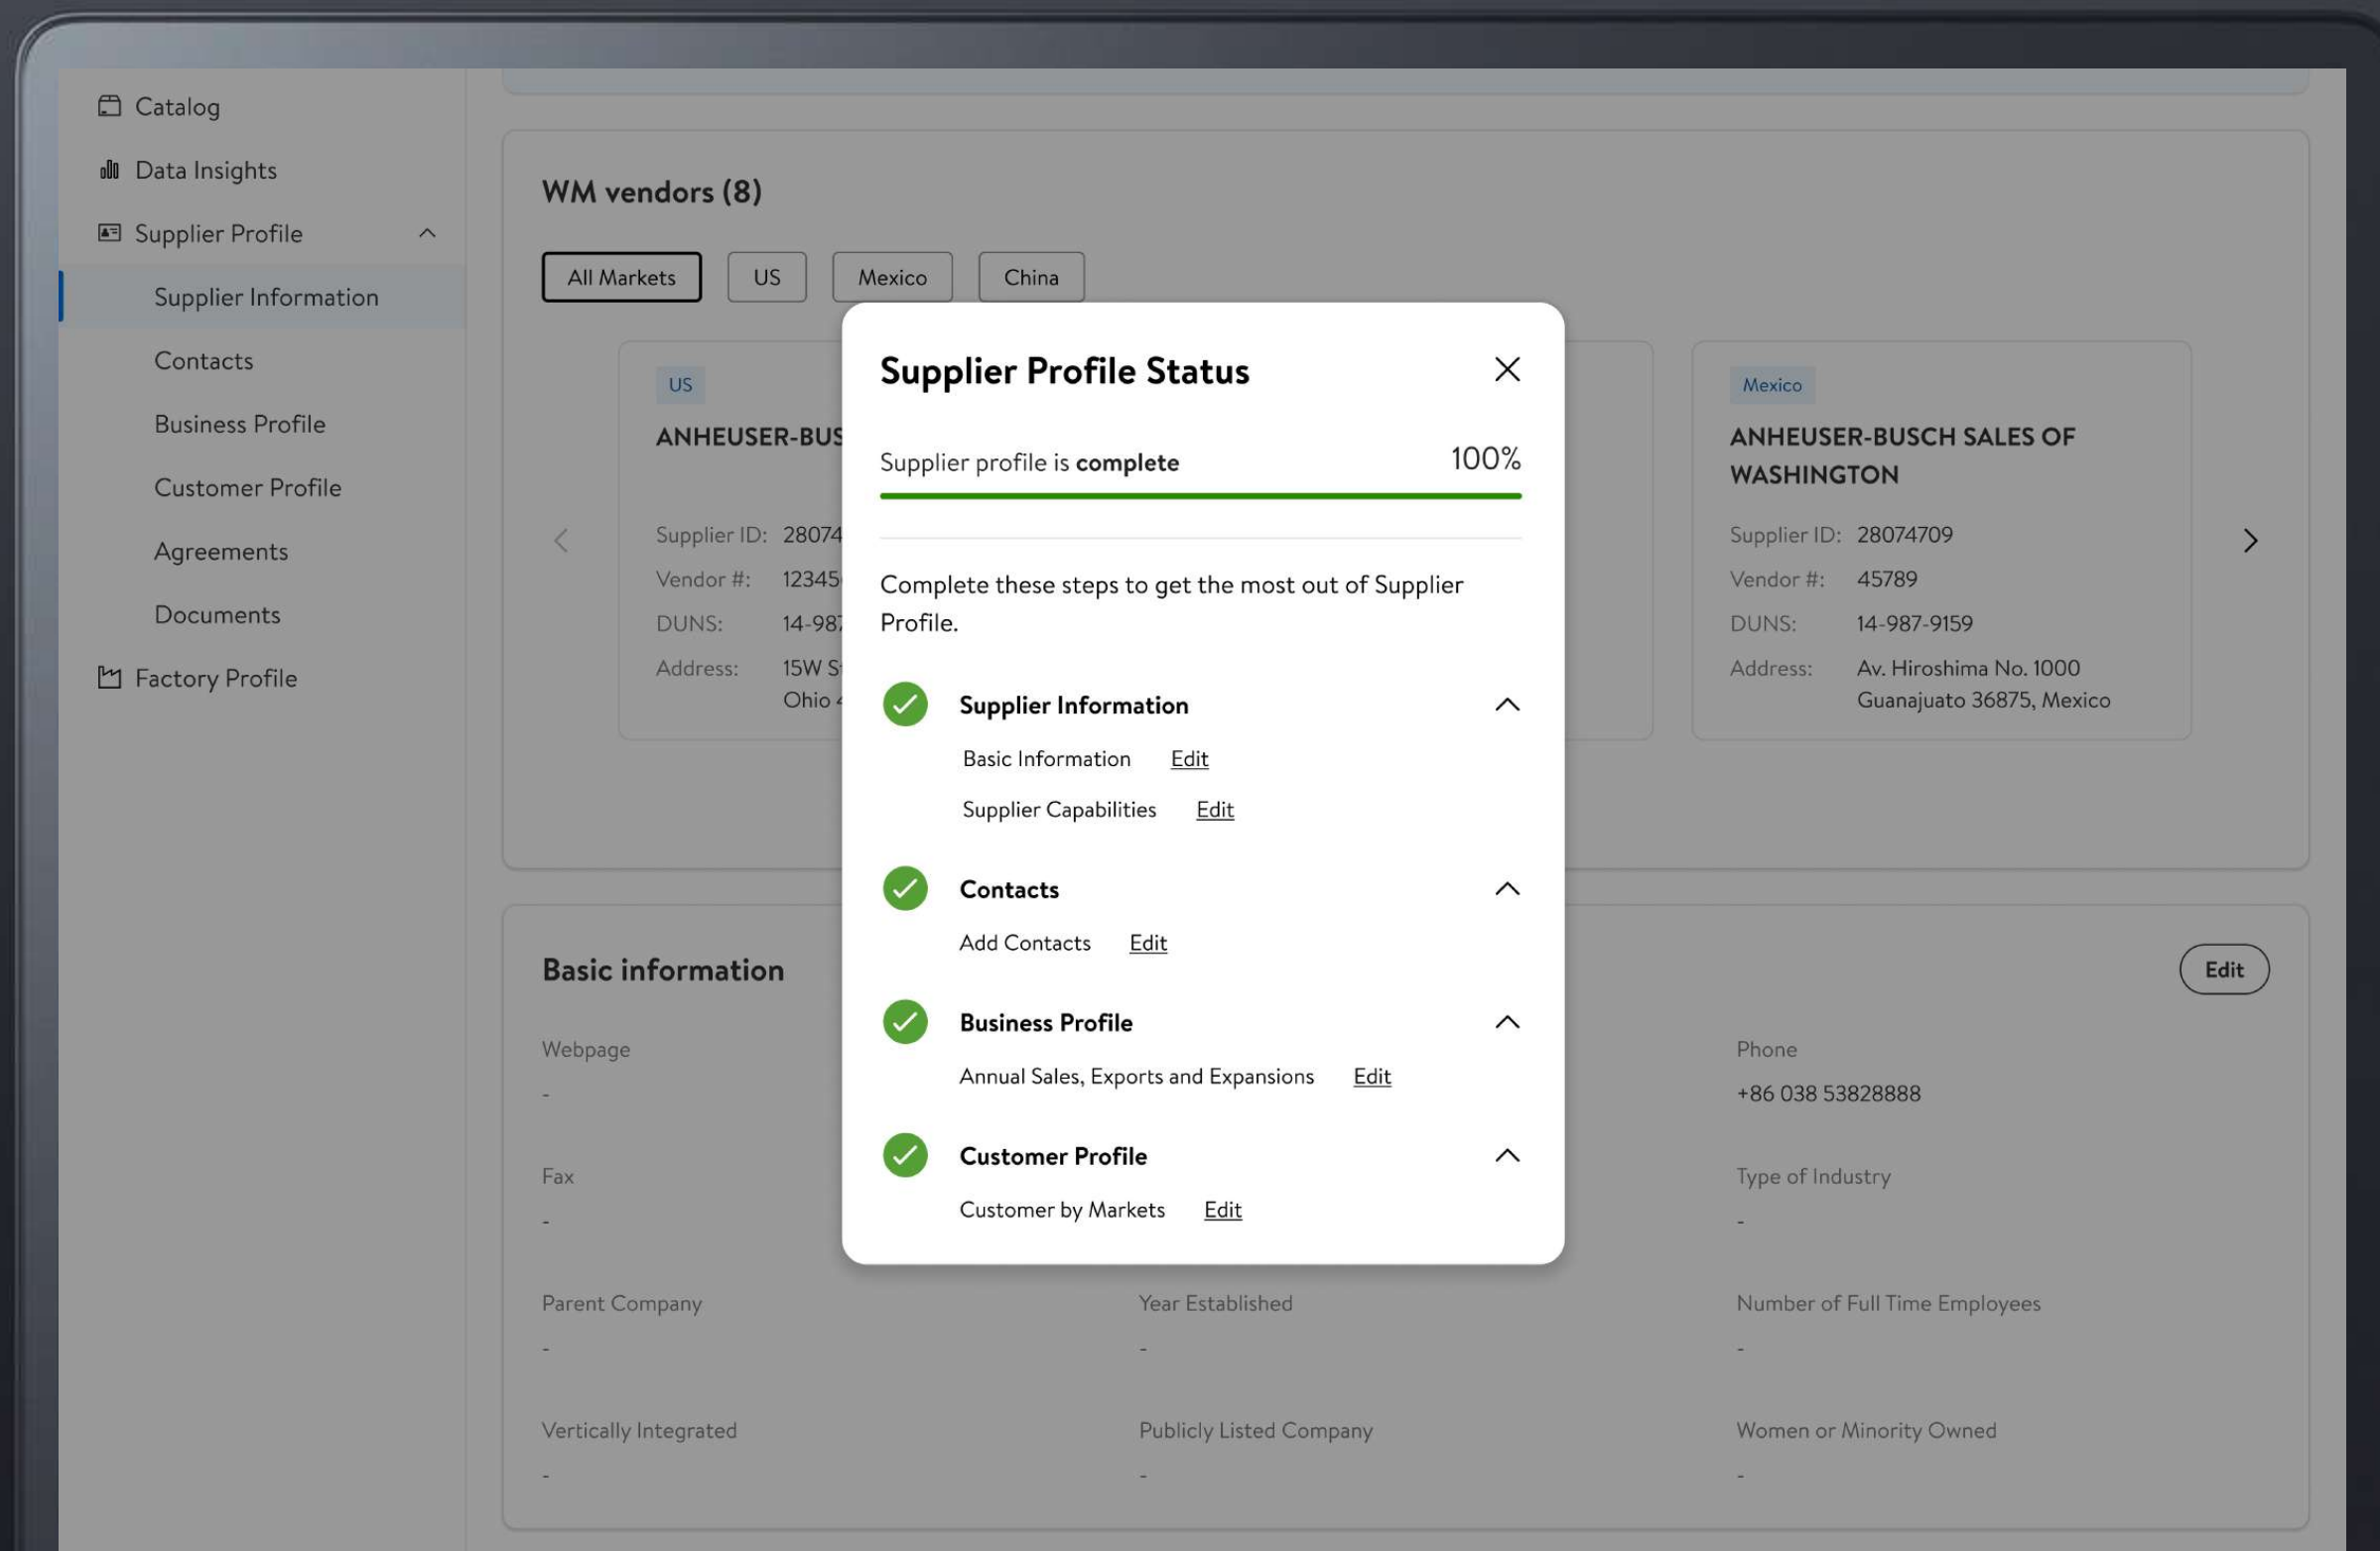 Catalog
Data Insights
Supplier Profile
Supplier Information
Contacts
Business Profile
Customer Profile
Agreements
Documents
Factory Profile
WM vendors (8)
All Markets
US
Mexico
China
US
Supplier ID:
Vendor #:
DUNS:
Address:
15W
Ohio
Mexico
ANHEUSER-BUSCH SALES OF
WASHINGTON
Supplier ID: 28074709
Vendor #: 45789
DUNS: 14-987-9159
Address: Av. Hiroshima No. 1000
Guanajuato 36875, Mexico
Supplier Profile Status
Supplier profile is complete 100%
Complete these steps to get the most out of Supplier
Profile.
Supplier Information
Basic Information Edit
Supplier Capabilities Edit
Contacts
Add Contacts Edit
Business Profile
Annual Sales, Exports and Expansions Edit
Customer Profile
Customer by Markets Edit
Basic information
Edit
Webpage
-
Phone
+86 038 53828888
Fax
-
Type of Industry
-
Parent Company
-
Year Established
-
Number of Full Time Employees
-
Vertically Integrated
-
Publicly Listed Company
-
Women or Minority Owned
-